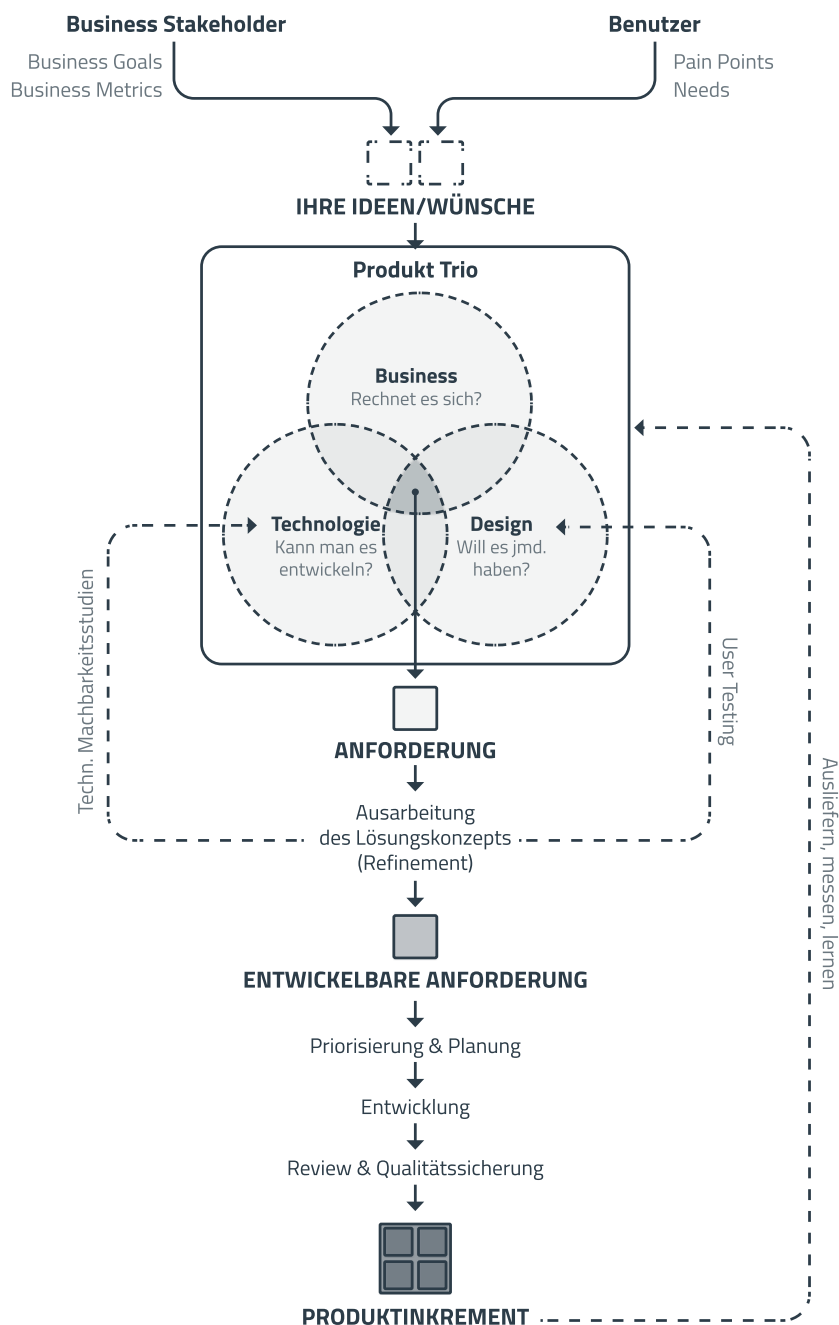 Business Stakeholder
Benutzer
Business Goals
Business Metrics
Pain Points
Needs
IHRE IDEEN/WÜNSCHE
Produkt Trio
Business
Rechnet es sich?
Technologie
Kann man es
entwickeln?
Design
Will es jmd.
haben?
Techn. Machbarkeitsstudien
User Testing
Ausliefern, messen, lernen
ANFORDERUNG
Ausarbeitung
des Lösungskonzepts
(Refinement)
ENTWICKELBARE ANFORDERUNG
Priorisierung & Planung
Entwicklung
Review & Qualitätssicherung
PRODUKTINKREMENT